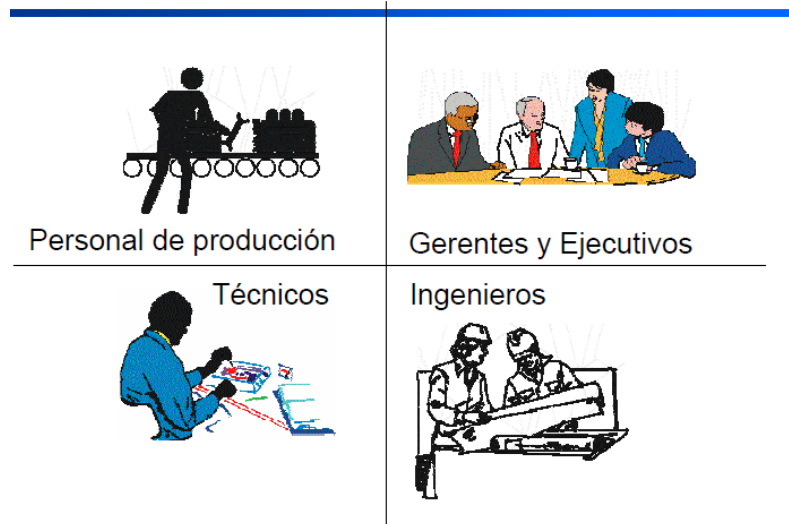 Personal de producción
Gerentes y Ejecutivos
Técnicos
Ingenieros